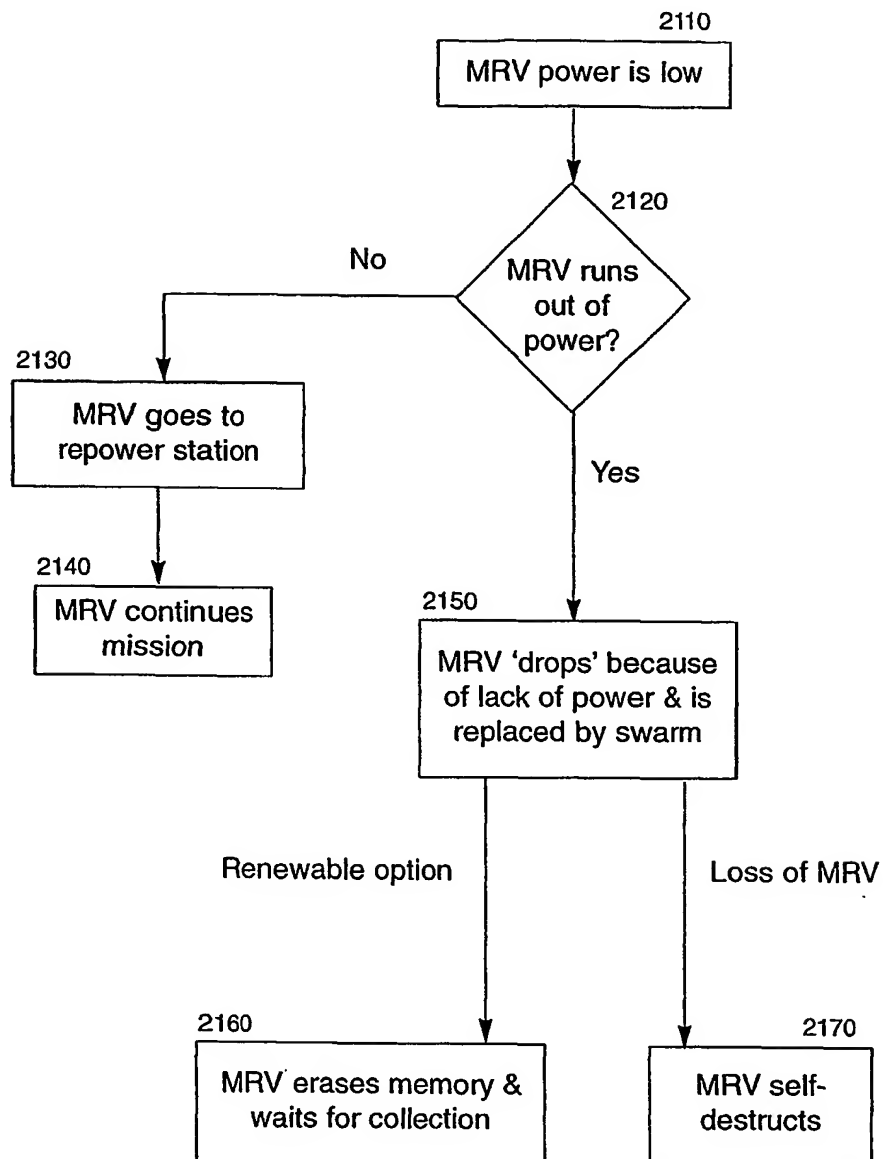 2110
MRV power is low
2120
MRV runs
out of
power?
No
2130
MRV goes to
repower station
Yes
2140
MRV continues
mission
2150
MRV ‘drops’ because
of lack of power & is
replaced by swarm
Renewable option
Loss of MRV
2160
MRV erases memory &
waits for collection
2170
MRV self-
destructs